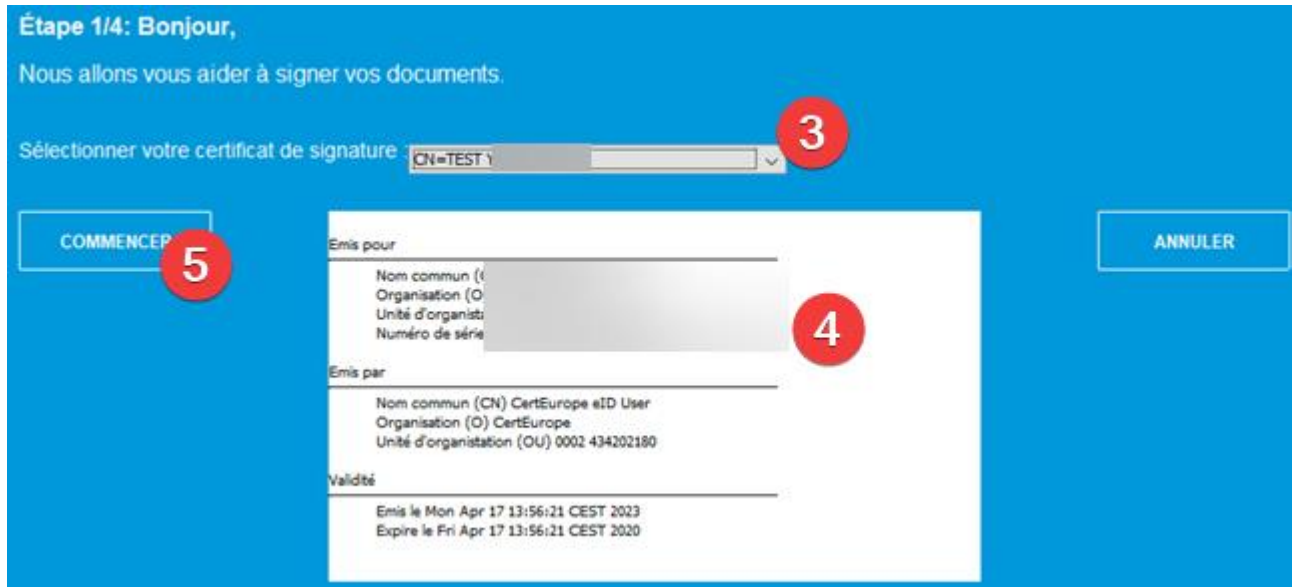 Étape 1/4: Bonjour,
Nous allons vous aider à signer vos documents.
Sélectionner votre certificat de signature :
CN=TEST
3
COMMENCER
5
ANNULER
Emis pour
Nom commun
Organisation (O
Unité
Numéro de série
4
Emis par
Nom commun (CN) CertEurope eID User
Organisation (O) CertEurope
Unité d'organistation (OU) 0002 434202180
Validité
Emis le Mon Apr 17 13:56:21 CEST 2023
Expire le Fri Apr 17 13:56:21 CEST 2020